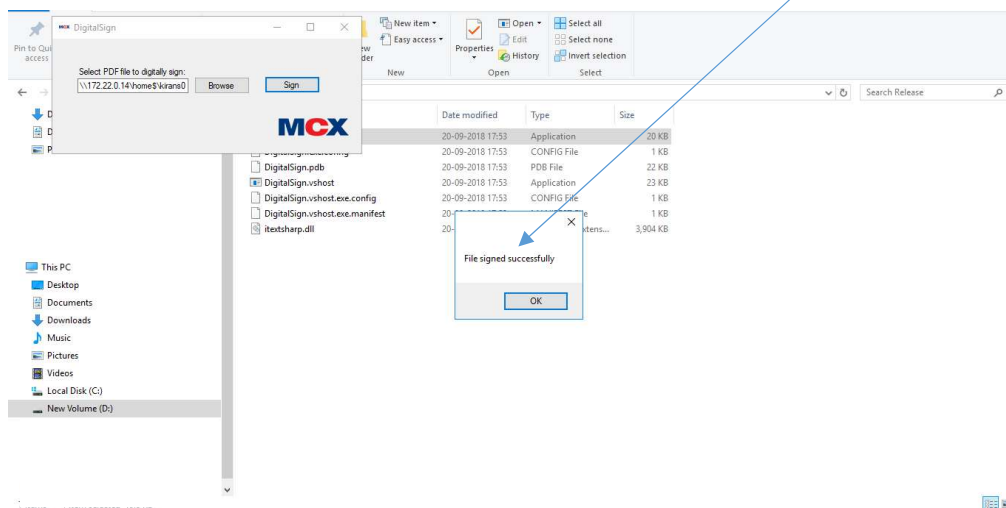 DigitalSign
New item
Easy access
Pin to Qui
access
ew
der
New
Properties
Open
Edit
History
Open
Select all
Select none
Invert selection
Select
Select PDF file to digitally sign:
\\172.22.0.14\home$\kirans0
Browse
Sign
MCX
Search Release
D
D
P
Date modified
Type
Size
20-09-2018 17:53 Application 20 KB
20-09-2018 17:53 CONFIG File 1 KB
DigitalSign.pdb 20-09-2018 17:53 PDB File 22 KB
DigitalSign.vshost 20-09-2018 17:53 Application 23 KB
DigitalSign.vshost.exe.config 20-09-2018 17:53 CONFIG File 1 KB
DigitalSign.vshost.exe.manifest 20- 1 KB
itextsharp.dll 20- xtens... 3,904 KB
File signed successfully
OK
This PC
Desktop
Documents
Downloads
Music
Pictures
Videos
Local Disk (C:)
New Volume (D:)